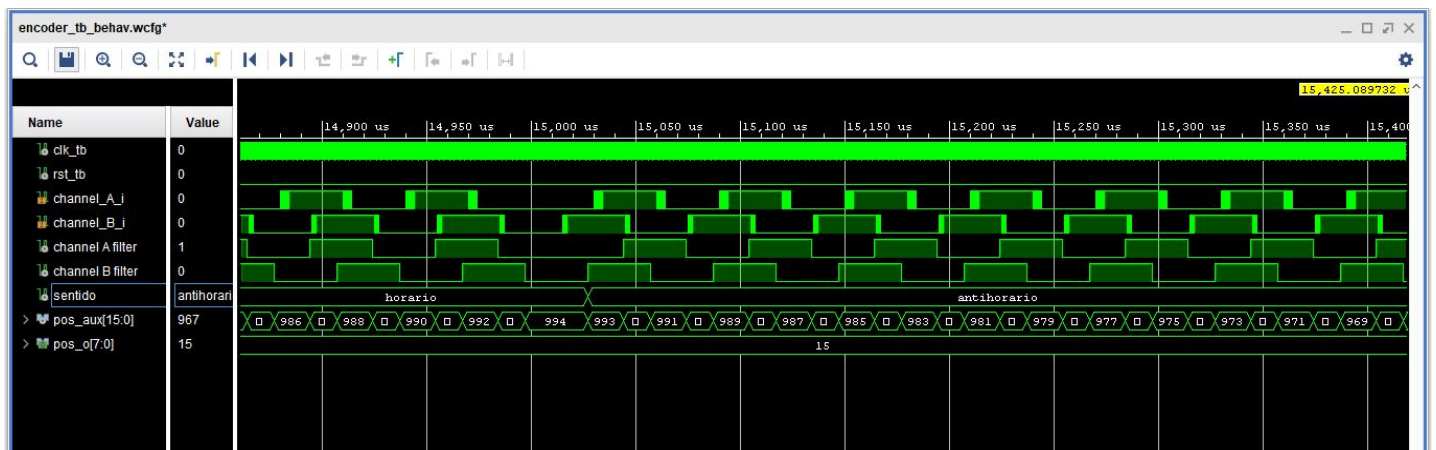 encoder_tb_behav.wcfg*
15,425.089732 u
Name Value
14,900 us 14,950 us 15,000 us 15,050 us 15,100 us 15,150 us 15,200 us 15,250 us 15,300 us 15,350 us 15,400
clk_tb 0
rst_tb 0
channel_A_i 0
channel_B_i 0
channel A filter 1
channel B filter 0
sentido antihorari horario antihorario
pos_aux[15:0] 967 986 988 990 992 994 993 991 989 987 985 983 981 979 977 975 973 971 969
pos_o[7:0] 15 15